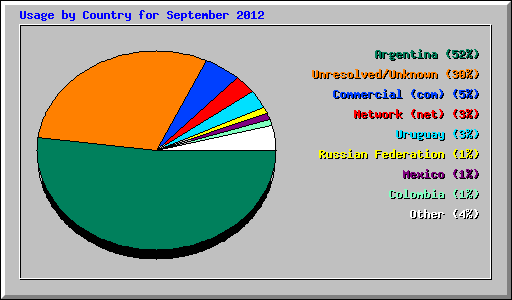 Usage by Country for September 2012
Argentina (52%)
Unresolved/Unknown (30%)
Commercial (com) (5%)
Network (net) (3%)
Uruguay (3%)
Russian Federation (1%)
Mexico (1%)
Colombia (1%)
Other (4%)